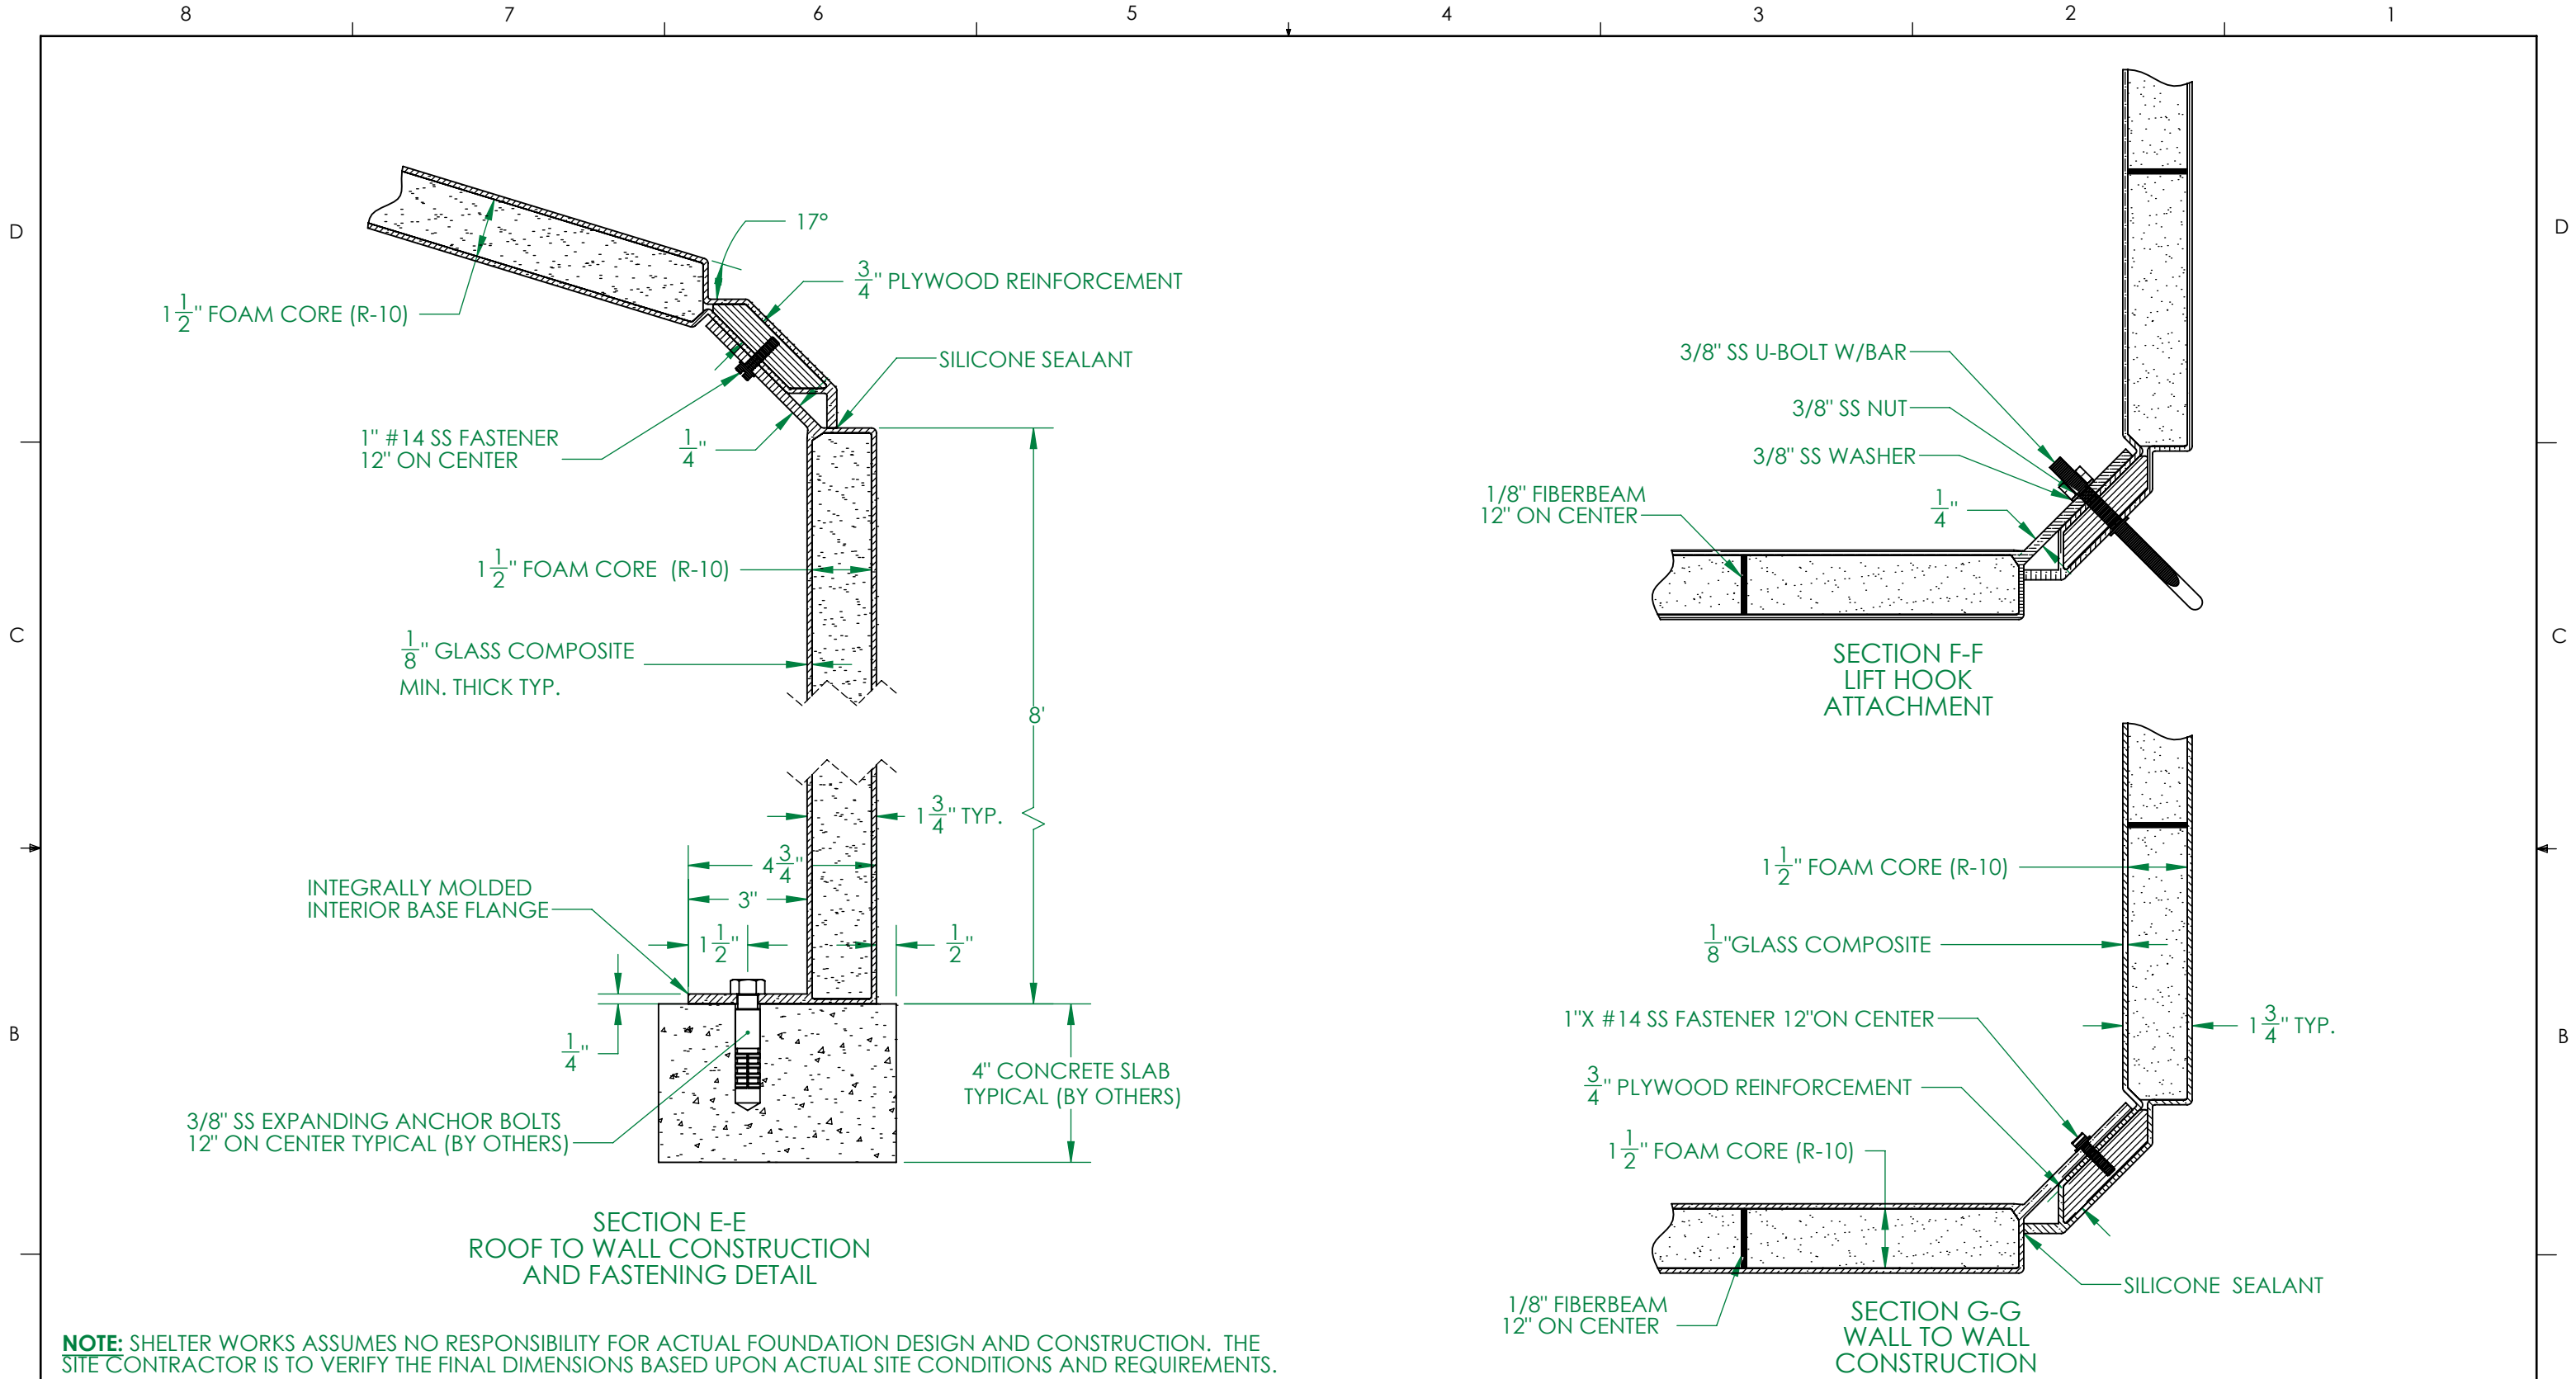 8 7 6 5 4 3 2 1
D
17°
3/4" PLYWOOD REINFORCEMENT
1 1/2" FOAM CORE (R-10)
SILICONE SEALANT
1" #14 SS FASTENER
12" ON CENTER
1/4"
1 1/2" FOAM CORE (R-10)
C
1/8" GLASS COMPOSITE
MIN. THICK TYP.
8'
1 3/4" TYP.
4 3/4"
3"
INTEGRALLY MOLDED
INTERIOR BASE FLANGE
1 1/2"
1/2"
B
1/4"
4" CONCRETE SLAB
TYPICAL (BY OTHERS)
3/8" SS EXPANDING ANCHOR BOLTS
12" ON CENTER TYPICAL (BY OTHERS)
SECTION E-E
ROOF TO WALL CONSTRUCTION
AND FASTENING DETAIL
NOTE: SHELTER WORKS ASSUMES NO RESPONSIBILITY FOR ACTUAL FOUNDATION DESIGN AND CONSTRUCTION. THE
SITE CONTRACTOR IS TO VERIFY THE FINAL DIMENSIONS BASED UPON ACTUAL SITE CONDITIONS AND REQUIREMENTS.
D
3/8" SS U-BOLT W/BAR
3/8" SS NUT
3/8" SS WASHER
1/8" FIBERBEAM
12" ON CENTER
1/4"
SECTION F-F
LIFT HOOK
ATTACHMENT
C
1 1/2" FOAM CORE (R-10)
1/8"GLASS COMPOSITE
1"X #14 SS FASTENER 12"ON CENTER
1 3/4" TYP.
B
3/4" PLYWOOD REINFORCEMENT
1 1/2" FOAM CORE (R-10)
SILICONE SEALANT
1/8" FIBERBEAM
12" ON CENTER
SECTION G-G
WALL TO WALL
CONSTRUCTION